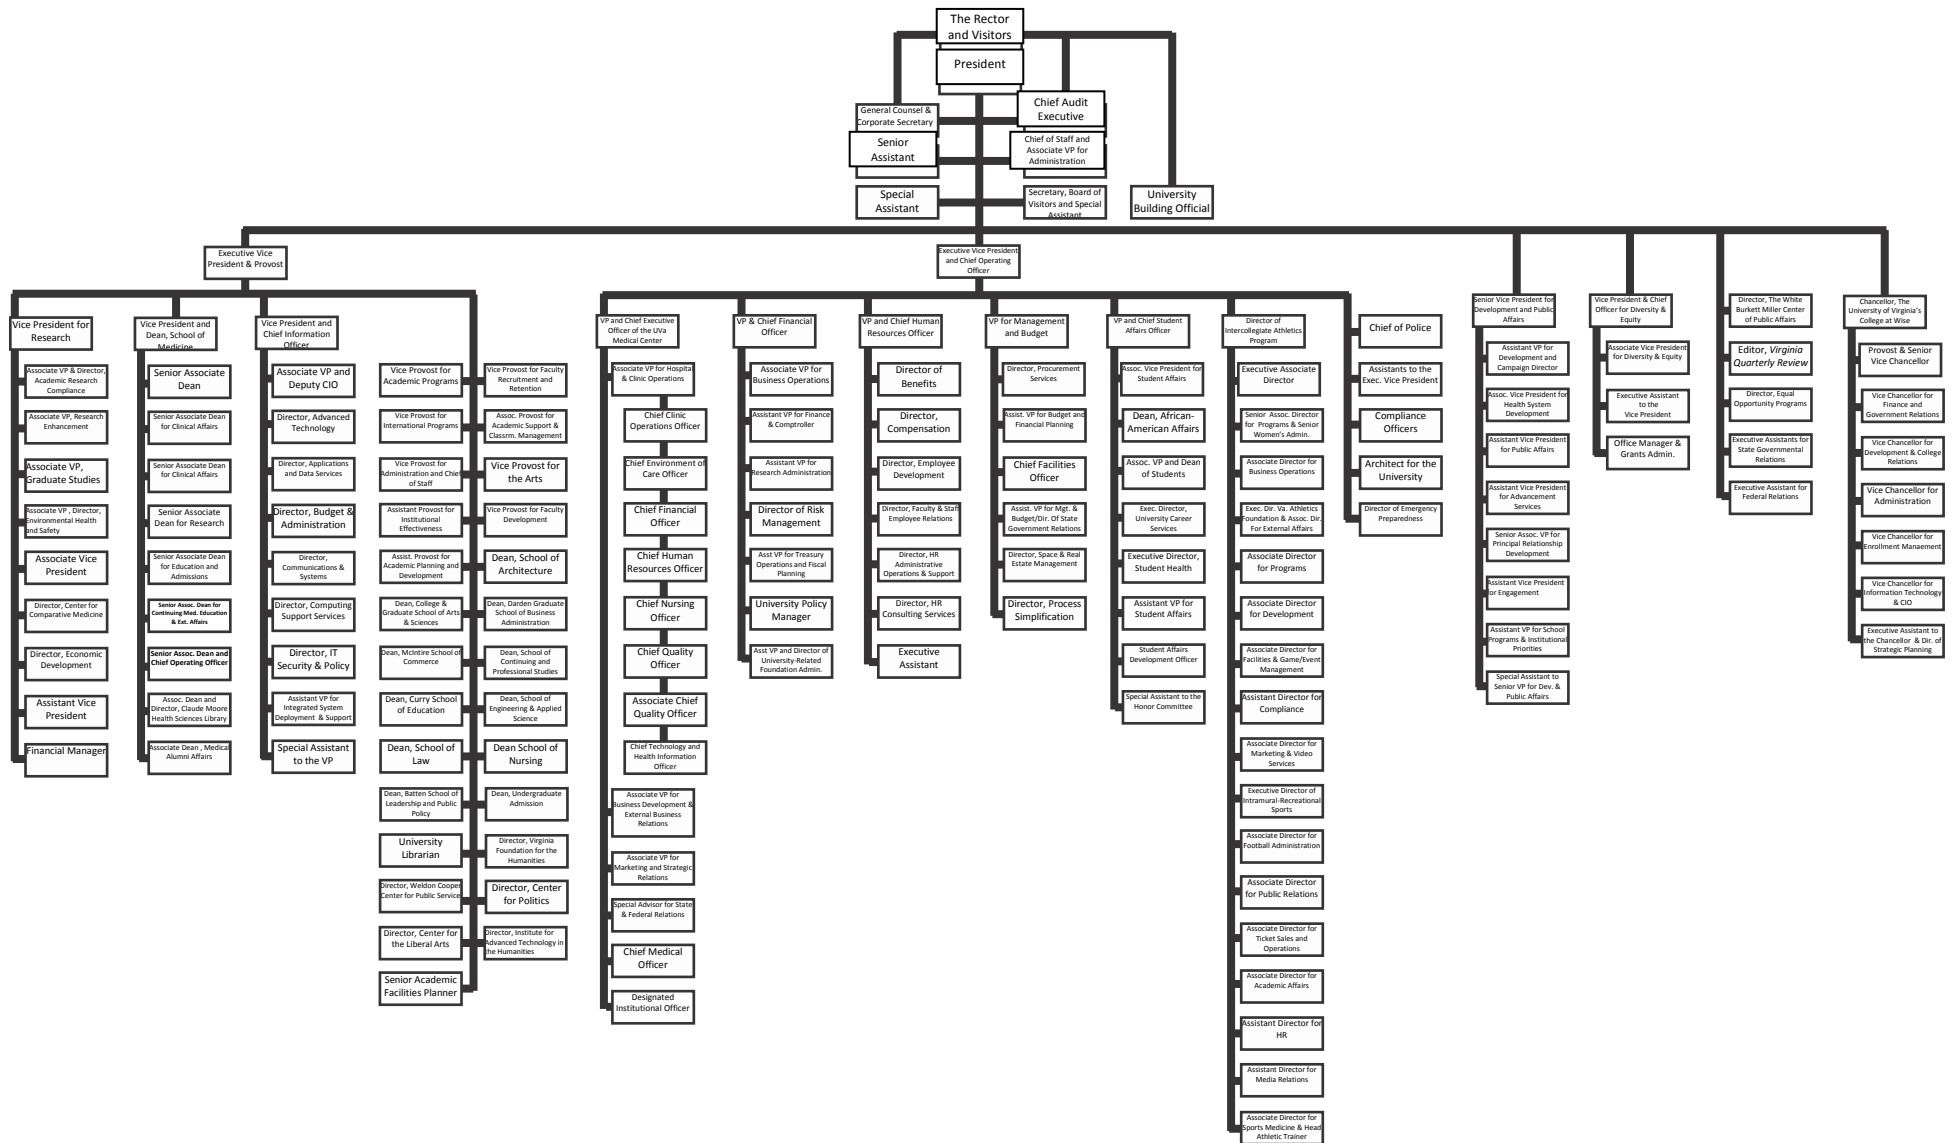 The Rector
and Visitors
President
General Counsel &
Corporate Secretary
Chief Audit
Executive
Senior
Assistant
Chief of Staff and
Associate VP for
Administration
Special
Assistant
Secretary, Board of
Visitors and Special
Assistant
University
Building Official
Executive Vice
President & Provost
Executive Vice President
and Chief Operating
Officer
Vice President for
Research
Associate VP & Director,
Academic Research
Compliance
Associate VP, Research
Enhancement
Associate VP,
Graduate Studies
Associate VP , Director,
Environmental Health
and Safety
Associate Vice
President
Director, Center for
Comparative Medicine
Director, Economic
Development
Assistant Vice
President
Financial Manager
Vice President and
Dean, School of
Medicine
Senior Associate
Dean
Senior Associate Dean
for Clinical Affairs
Senior Associate Dean
for Clinical Affairs
Senior Associate
Dean for Research
Senior Associate Dean
for Education and
Admissions
Senior Assoc. Dean for
Continuing Med. Education
& Ext. Affairs
Senior Assoc. Dean and
Chief Operating Officer
Assoc. Dean and
Director, Claude Moore
Health Sciences Library
Associate Dean , Medical
Alumni Affairs
Vice President and
Chief Information
Officer
Associate VP and
Deputy CIO
Director, Advanced
Technology
Director, Applications
and Data Services
Director, Budget &
Administration
Director,
Communications &
Systems
Director, Computing
Support Services
Director, IT
Security & Policy
Assistant VP for
Integrated System
Deployment & Support
Special Assistant
to the VP
Vice Provost for
Academic Programs
Vice Provost for Faculty
Recruitment and
Retention
Vice Provost for
International Programs
Assoc. Provost for
Academic Support &
Classrm. Management
Vice Provost for
Administration and Chief
of Staff
Vice Provost for
the Arts
Assistant Provost for
Institutional
Effectiveness
Vice Provost for Faculty
Development
Assist. Provost for
Academic Planning and
Development
Dean, School of
Architecture
Dean, College &
Graduate School of Arts
& Sciences
Dean, Darden Graduate
School of Business
Administration
Dean, McIntire School of
Commerce
Dean, School of
Continuing and
Professional Studies
Dean, Curry School
of Education
Dean, School of
Engineering & Applied
Science
Dean, School of
Law
Dean School of
Nursing
Dean, Batten School of
Leadership and Public
Policy
Dean, Undergraduate
Admission
University
Librarian
Director, Virginia
Foundation for the
Humanities
Director, Weldon Cooper
Center for Public Service
Director, Center
for Politics
Director, Center for
the Liberal Arts
Director, Institute for
Advanced Technology in
the Humanities
Senior Academic
Facilities Planner
VP and Chief Executive
Officer of the UVa
Medical Center
Associate VP for Hospital
& Clinic Operations
Chief Clinic
Operations Officer
Chief Environment of
Care Officer
Chief Financial
Officer
Chief Human
Resources Officer
Chief Nursing
Officer
Chief Quality
Officer
Associate Chief
Quality Officer
Chief Technology and
Health Information
Officer
Associate VP for
Business Development &
External Business
Relations
Associate VP for
Marketing and Strategic
Relations
Special Advisor for State
& Federal Relations
Chief Medical
Officer
Designated
Institutional Officer
VP & Chief Financial
Officer
Associate VP for
Business Operations
Assistant VP for Finance
& Comptroller
Assistant VP for
Research Administration
Director of Risk
Management
Asst VP for Treasury
Operations and Fiscal
Planning
University Policy
Manager
Asst VP and Director of
University-Related
Foundation Admin.
VP and Chief Human
Resources Officer
Director of
Benefits
Director,
Compensation
Director, Employee
Development
Director, Faculty & Staff
Employee Relations
Director, HR
Administrative
Operations & Support
Director, HR
Consulting Services
Executive
Assistant
VP for Management
and Budget
Director, Procurement
Services
Assist. VP for Budget and
Financial Planning
Chief Facilities
Officer
Assist. VP for Mgt. &
Budget/Dir. Of State
Government Relations
Director, Space & Real
Estate Management
Director, Process
Simplification
VP and Chief Student
Affairs Officer
Assoc. Vice President for
Student Affairs
Dean, African-
American Affairs
Assoc. VP and Dean
of Students
Exec. Director,
University Career
Services
Executive Director,
Student Health
Assistant VP for
Student Affairs
Student Affairs
Development Officer
Special Assistant to the
Honor Committee
Director of
Intercollegiate Athletics
Program
Executive Associate
Director
Senior Assoc. Director
for Programs & Senior
Women's Admin.
Associate Director for
Business Operations
Exec. Dir. Va. Athletics
Foundation & Assoc. Dir.
For External Affairs
Associate Director
for Programs
Associate Director
for Development
Associate Director for
Facilities & Game/Event
Management
Assistant Director for
Compliance
Associate Director for
Marketing & Video
Services
Executive Director of
Intramural-Recreational
Sports
Associate Director for
Football Administration
Associate Director
for Public Relations
Associate Director for
Ticket Sales and
Operations
Associate Director for
Academic Affairs
Assistant Director for
HR
Assistant Director for
Media Relations
Associate Director for
Sports Medicine & Head
Athletic Trainer
Chief of Police
Assistants to the
Exec. Vice President
Compliance
Officers
Architect for the
University
Director of Emergency
Preparedness
Senior Vice President for
Development and Public
Affairs
Assistant VP for
Development and
Campaign Director
Assoc. Vice President for
Health System
Development
Assistant Vice President
for Public Affairs
Assistant Vice President
for Advancement
Services
Senior Assoc. VP for
Principal Relationship
Development
Assistant Vice President
for Engagement
Assistant VP for School
Programs & Institutional
Priorities
Special Assistant to
Senior VP for Dev. &
Public Affairs
Vice President & Chief
Officer for Diversity &
Equity
Associate Vice President
for Diversity & Equity
Executive Assistant
to the
Vice President
Office Manager &
Grants Admin.
Director, The White
Burkett Miller Center
of Public Affairs
Editor, Virginia
Quarterly Review
Director, Equal
Opportunity Programs
Executive Assistants for
State Governmental
Relations
Executive Assistant for
Federal Relations
Chancellor, The
University of Virginia's
College at Wise
Provost & Senior
Vice Chancellor
Vice Chancellor for
Finance and
Government Relations
Vice Chancellor for
Development & College
Relations
Vice Chancellor for
Administration
Vice Chancellor for
Enrollment Manaement
Vice Chancellor for
Information Technology
& CIO
Executive Assistant to
the Chancellor & Dir. of
Strategic Planning